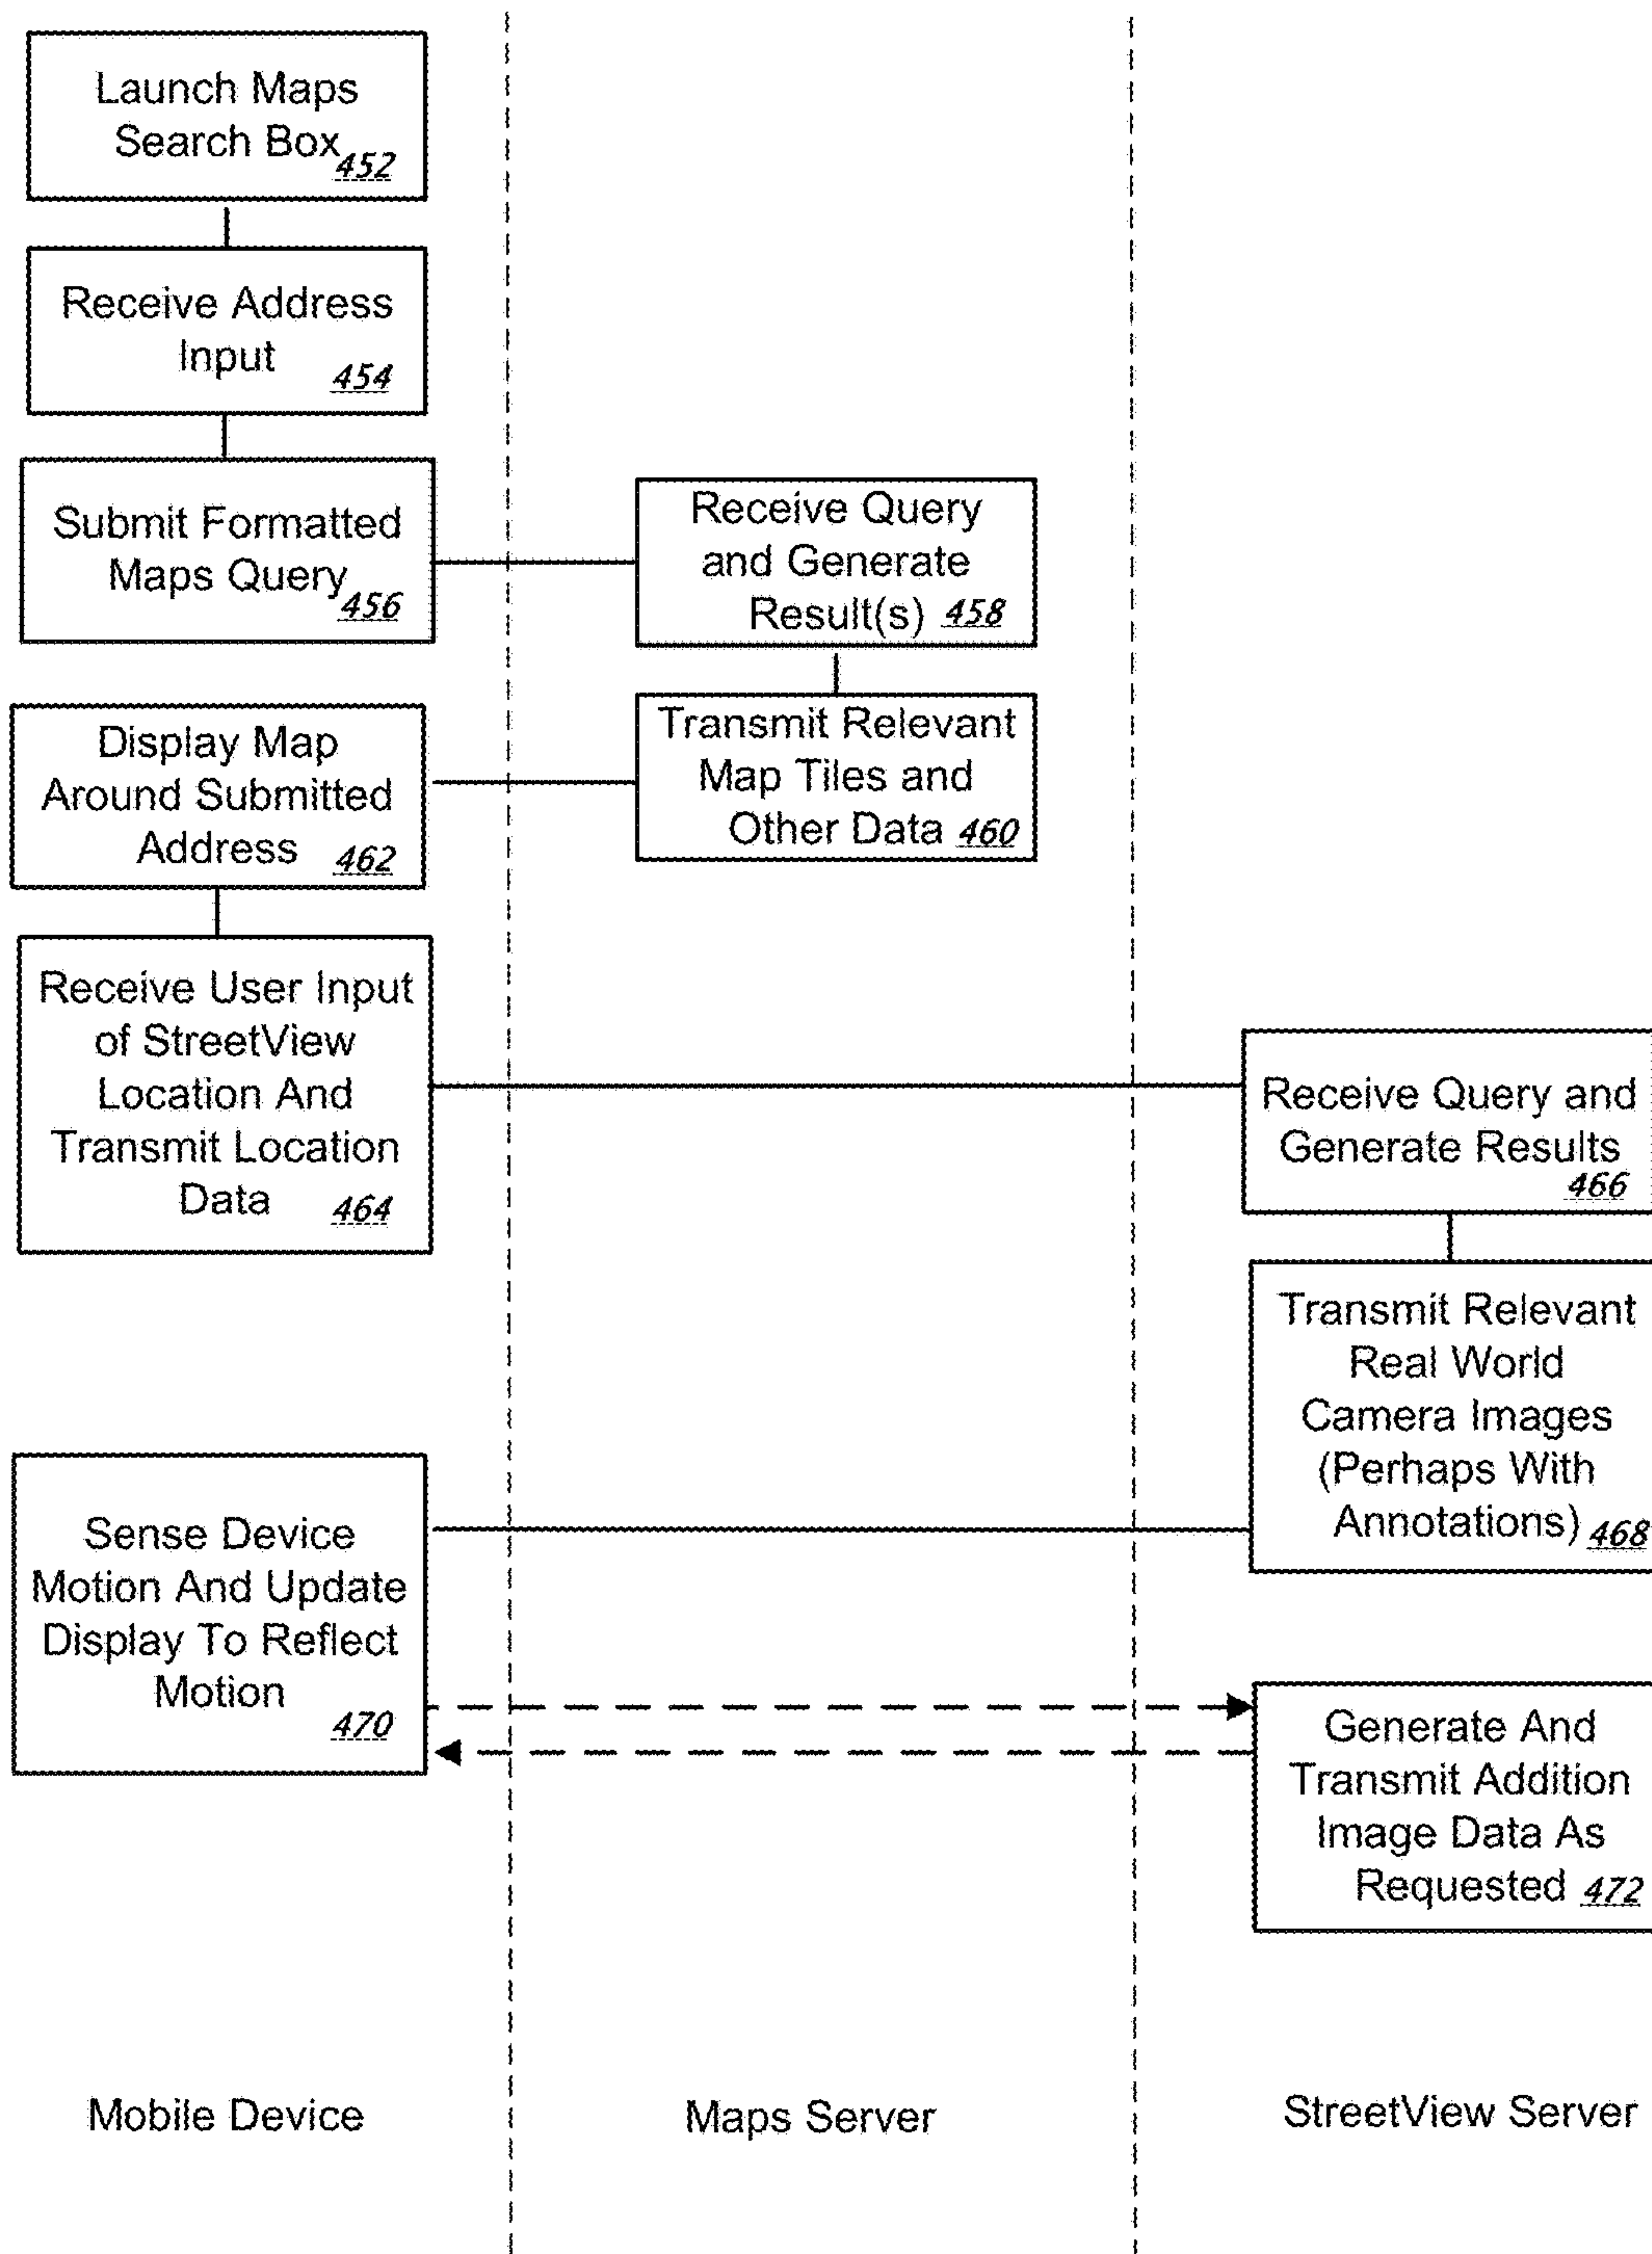 Launch Maps
Search Box 452
Receive Address
Input 454
Submit Formatted
Maps Query 456
Receive Query
and Generate
Result(s) 458
Transmit Relevant
Map Tiles and
Other Data 460
Display Map
Around Submitted
Address 462
Receive User Input
of StreetView
Location And
Transmit Location
Data 464
Receive Query and
Generate Results
466
Transmit Relevant
Real World
Camera Images
(Perhaps With
Annotations) 468
Sense Device
Motion And Update
Display To Reflect
Motion
470
Generate And
Transmit Addition
Image Data As
Requested 472
Mobile Device
Maps Server
StreetView Server